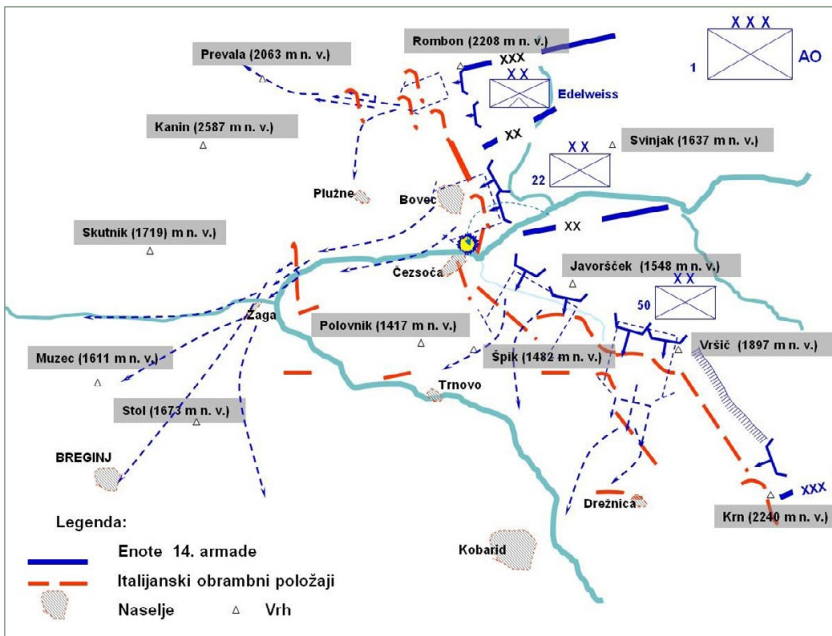 Rombon (2208 m n. v.)
Prevala (2063 m n. v.)
XXX
XXX
1
AO
XX
Edelweiss
Kanin (2587 m n. v.)
XX
XX
Svinjak (1637 m n. v.)
22
Plužne
Bovec
Skutnik (1719) m n. v.)
XX
Čezsoča
Javoršček (1548 m n. v.)
XX
50
Žaga
Polovnik (1417 m n. v.)
Vršič (1897 m n. v.)
Muzec (1611 m n. v.)
Špik (1482 m n. v.)
Trnovo
Stol (1673 m n. v.)
BREGINJ
XXX
Drežnica
Krn (2240 m n. v.)
Legenda:
Kobarid
Enote 14. armade
Italijanski obrambni položaji
Naselje
Vrh